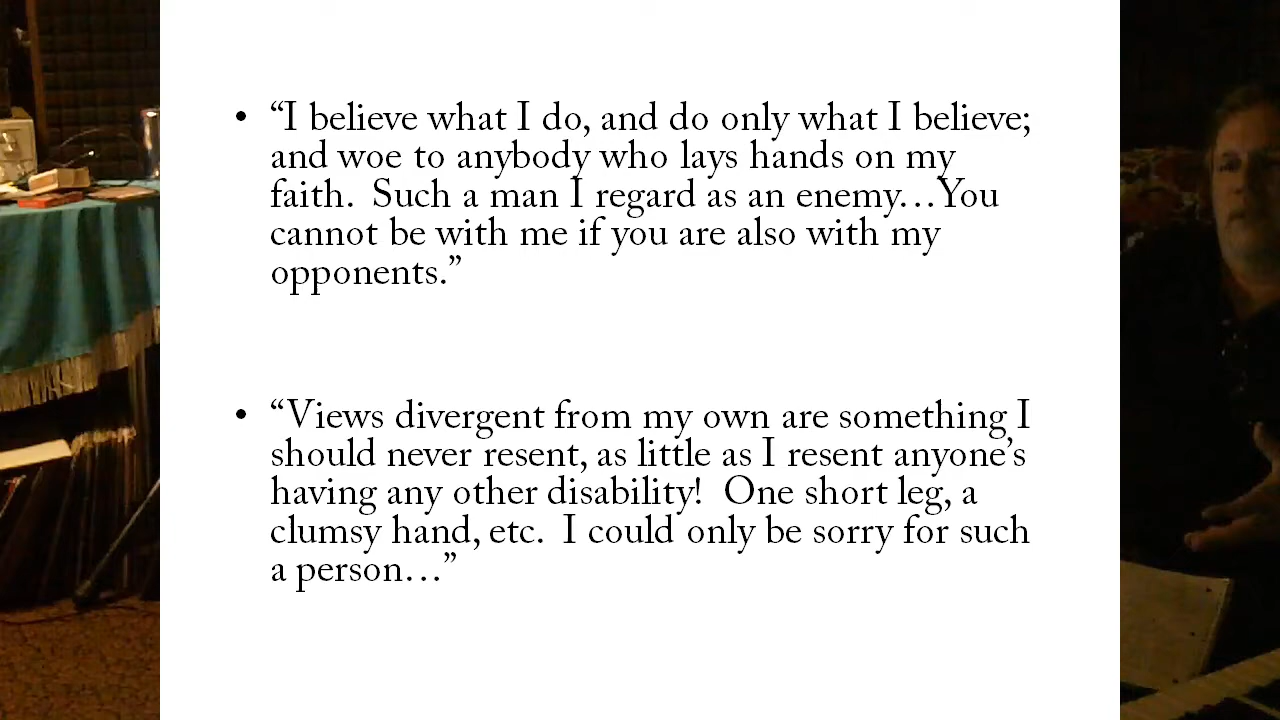 • “I believe what I do, and do only what I believe;
and woe to anybody who lays hands on my
faith.  Such a man I regard as an enemy…You
cannot be with me if you are also with my
opponents.”
• “Views divergent from my own are something I
should never resent, as little as I resent anyone’s
having any other disability!  One short leg, a
clumsy hand, etc.  I could only be sorry for such
a person…”